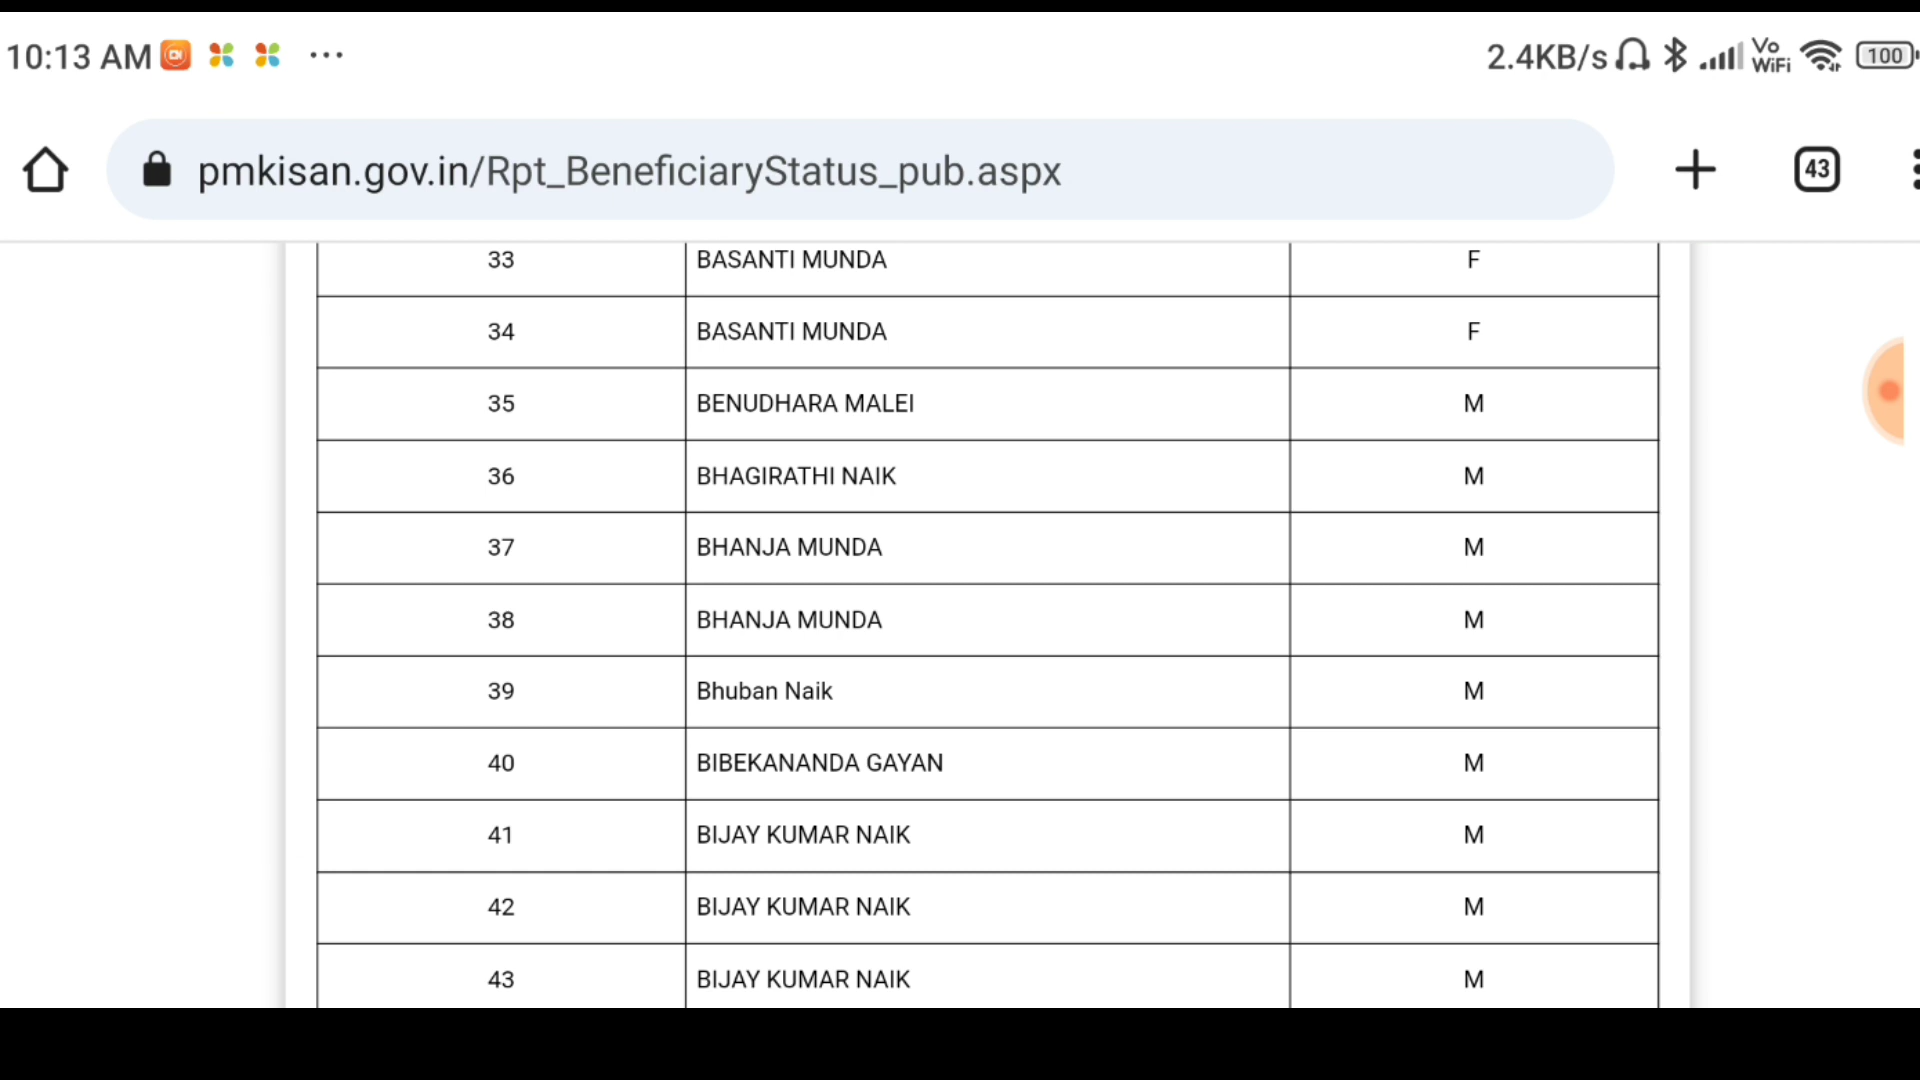 10:13 AM ... 2.4KB/s Vo WiFi 100
pmkisan.gov.in/Rpt_BeneficiaryStatus_pub.aspx 43
33 BASANTI MUNDA F
34 BASANTI MUNDA F
35 BENUDHARA MALEI M
36 BHAGIRATHI NAIK M
37 BHANJA MUNDA M
38 BHANJA MUNDA M
39 Bhuban Naik M
40 BIBEKANANDA GAYAN M
41 BIJAY KUMAR NAIK M
42 BIJAY KUMAR NAIK M
43 BIJAY KUMAR NAIK M